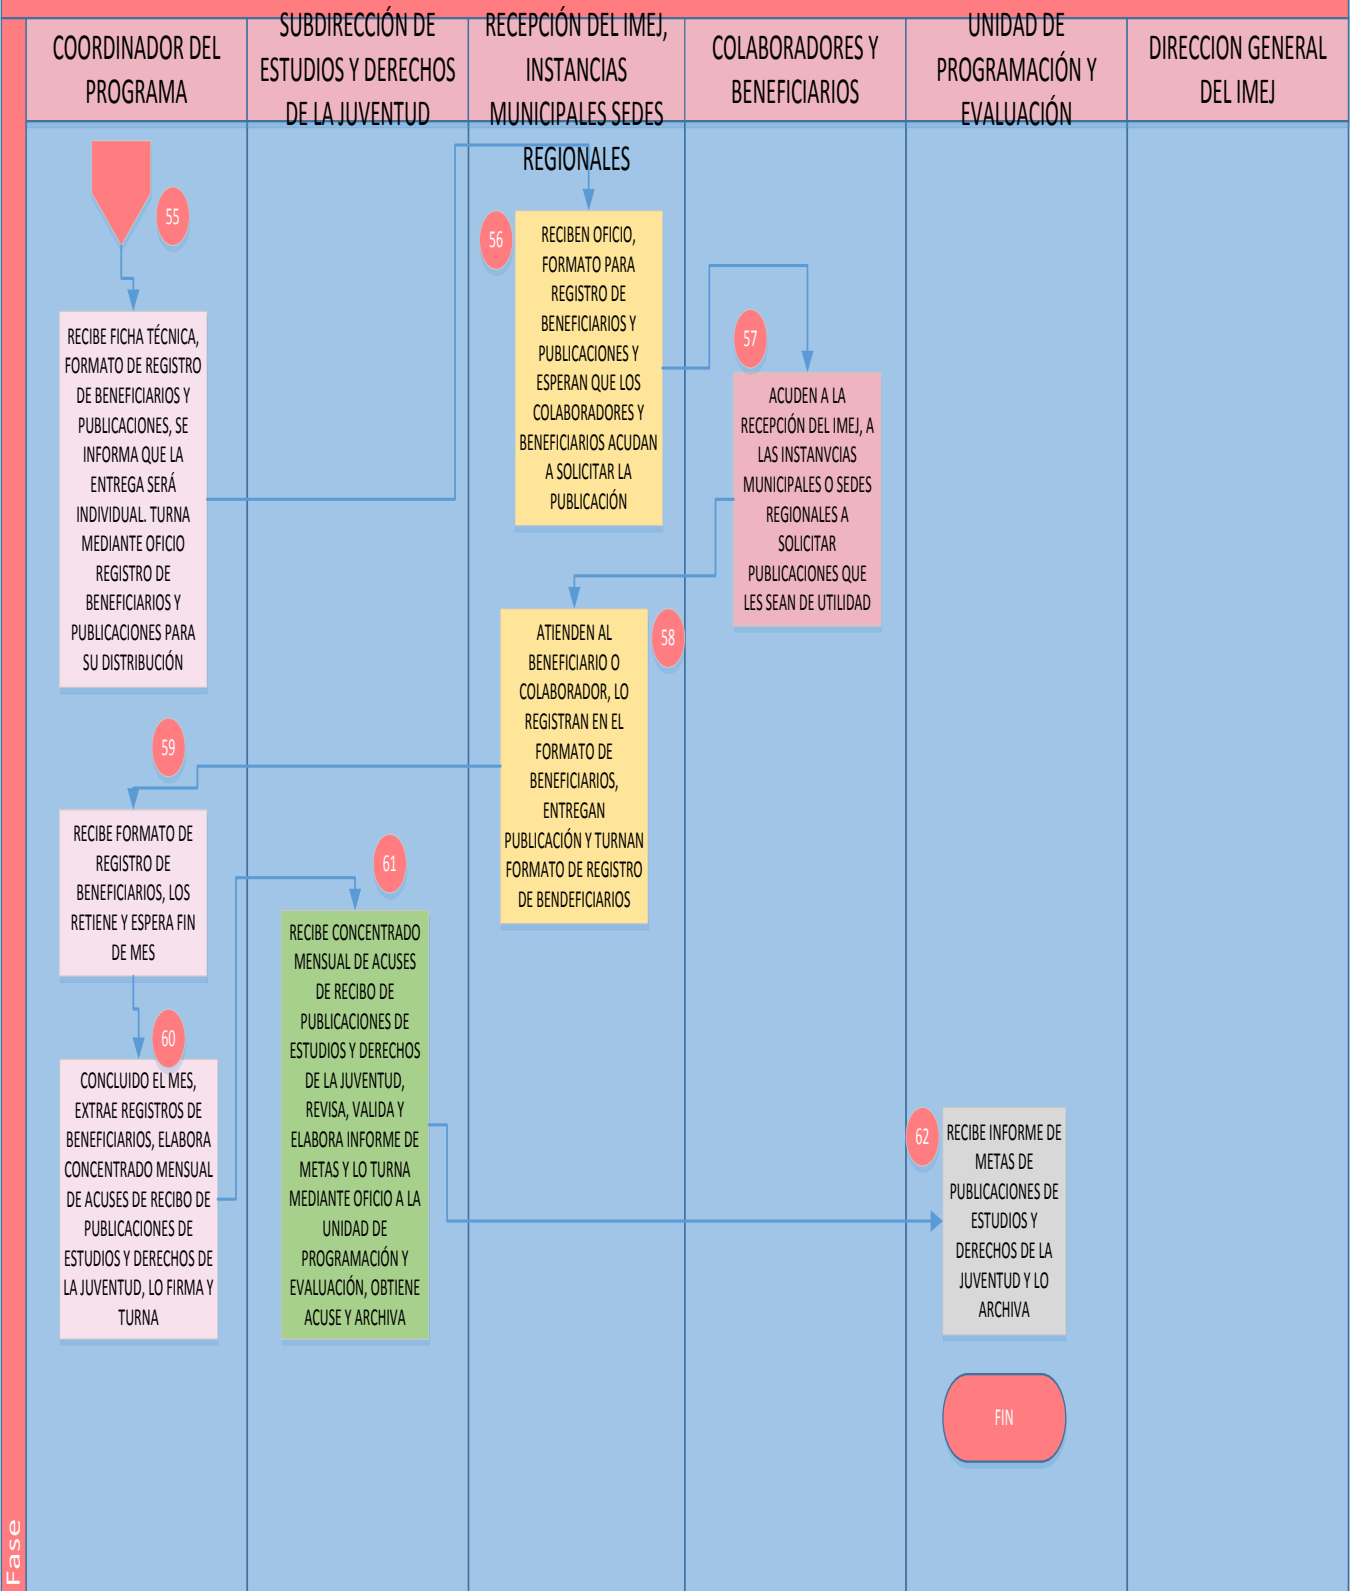 COORDINADOR DEL
PROGRAMA
SUBDIRECCIÓN DE
ESTUDIOS Y DERECHOS
DE LA JUVENTUD
RECEPCIÓN DEL IMEJ,
INSTANCIAS
MUNICIPALES SEDES
REGIONALES
COLABORADORES Y
BENEFICIARIOS
UNIDAD DE
PROGRAMACIÓN Y
EVALUACIÓN
DIRECCION GENERAL
DEL IMEJ
55
RECIBE FICHA TÉCNICA,
FORMATO DE REGISTRO
DE BENEFICIARIOS Y
PUBLICACIONES, SE
INFORMA QUE LA
ENTREGA SERÁ
INDIVIDUAL. TURNA
MEDIANTE OFICIO
REGISTRO DE
BENEFICIARIOS Y
PUBLICACIONES PARA
SU DISTRIBUCIÓN
56
RECIBEN OFICIO,
FORMATO PARA
REGISTRO DE
BENEFICIARIOS Y
PUBLICACIONES Y
ESPERAN QUE LOS
COLABORADORES Y
BENEFICIARIOS ACUDAN
A SOLICITAR LA
PUBLICACIÓN
57
ACUDEN A LA
RECEPCIÓN DEL IMEJ, A
LAS INSTANVCIAS
MUNICIPALES O SEDES
REGIONALES A
SOLICITAR
PUBLICACIONES QUE
LES SEAN DE UTILIDAD
58
ATIENDEN AL
BENEFICIARIO O
COLABORADOR, LO
REGISTRAN EN EL
FORMATO DE
BENEFICIARIOS,
ENTREGAN
PUBLICACIÓN Y TURNAN
FORMATO DE REGISTRO
DE BENDEFICIARIOS
59
RECIBE FORMATO DE
REGISTRO DE
BENEFICIARIOS, LOS
RETIENE Y ESPERA FIN
DE MES
60
CONCLUIDO EL MES,
EXTRAE REGISTROS DE
BENEFICIARIOS, ELABORA
CONCENTRADO MENSUAL
DE ACUSES DE RECIBO DE
PUBLICACIONES DE
ESTUDIOS Y DERECHOS DE
LA JUVENTUD, LO FIRMA Y
TURNA
61
RECIBE CONCENTRADO
MENSUAL DE ACUSES
DE RECIBO DE
PUBLICACIONES DE
ESTUDIOS Y DERECHOS
DE LA JUVENTUD,
REVISA, VALIDA Y
ELABORA INFORME DE
METAS Y LO TURNA
MEDIANTE OFICIO A LA
UNIDAD DE
PROGRAMACIÓN Y
EVALUACIÓN, OBTIENE
ACUSE Y ARCHIVA
62
RECIBE INFORME DE
METAS DE
PUBLICACIONES DE
ESTUDIOS Y
DERECHOS DE LA
JUVENTUD Y LO
ARCHIVA
FIN
Fase